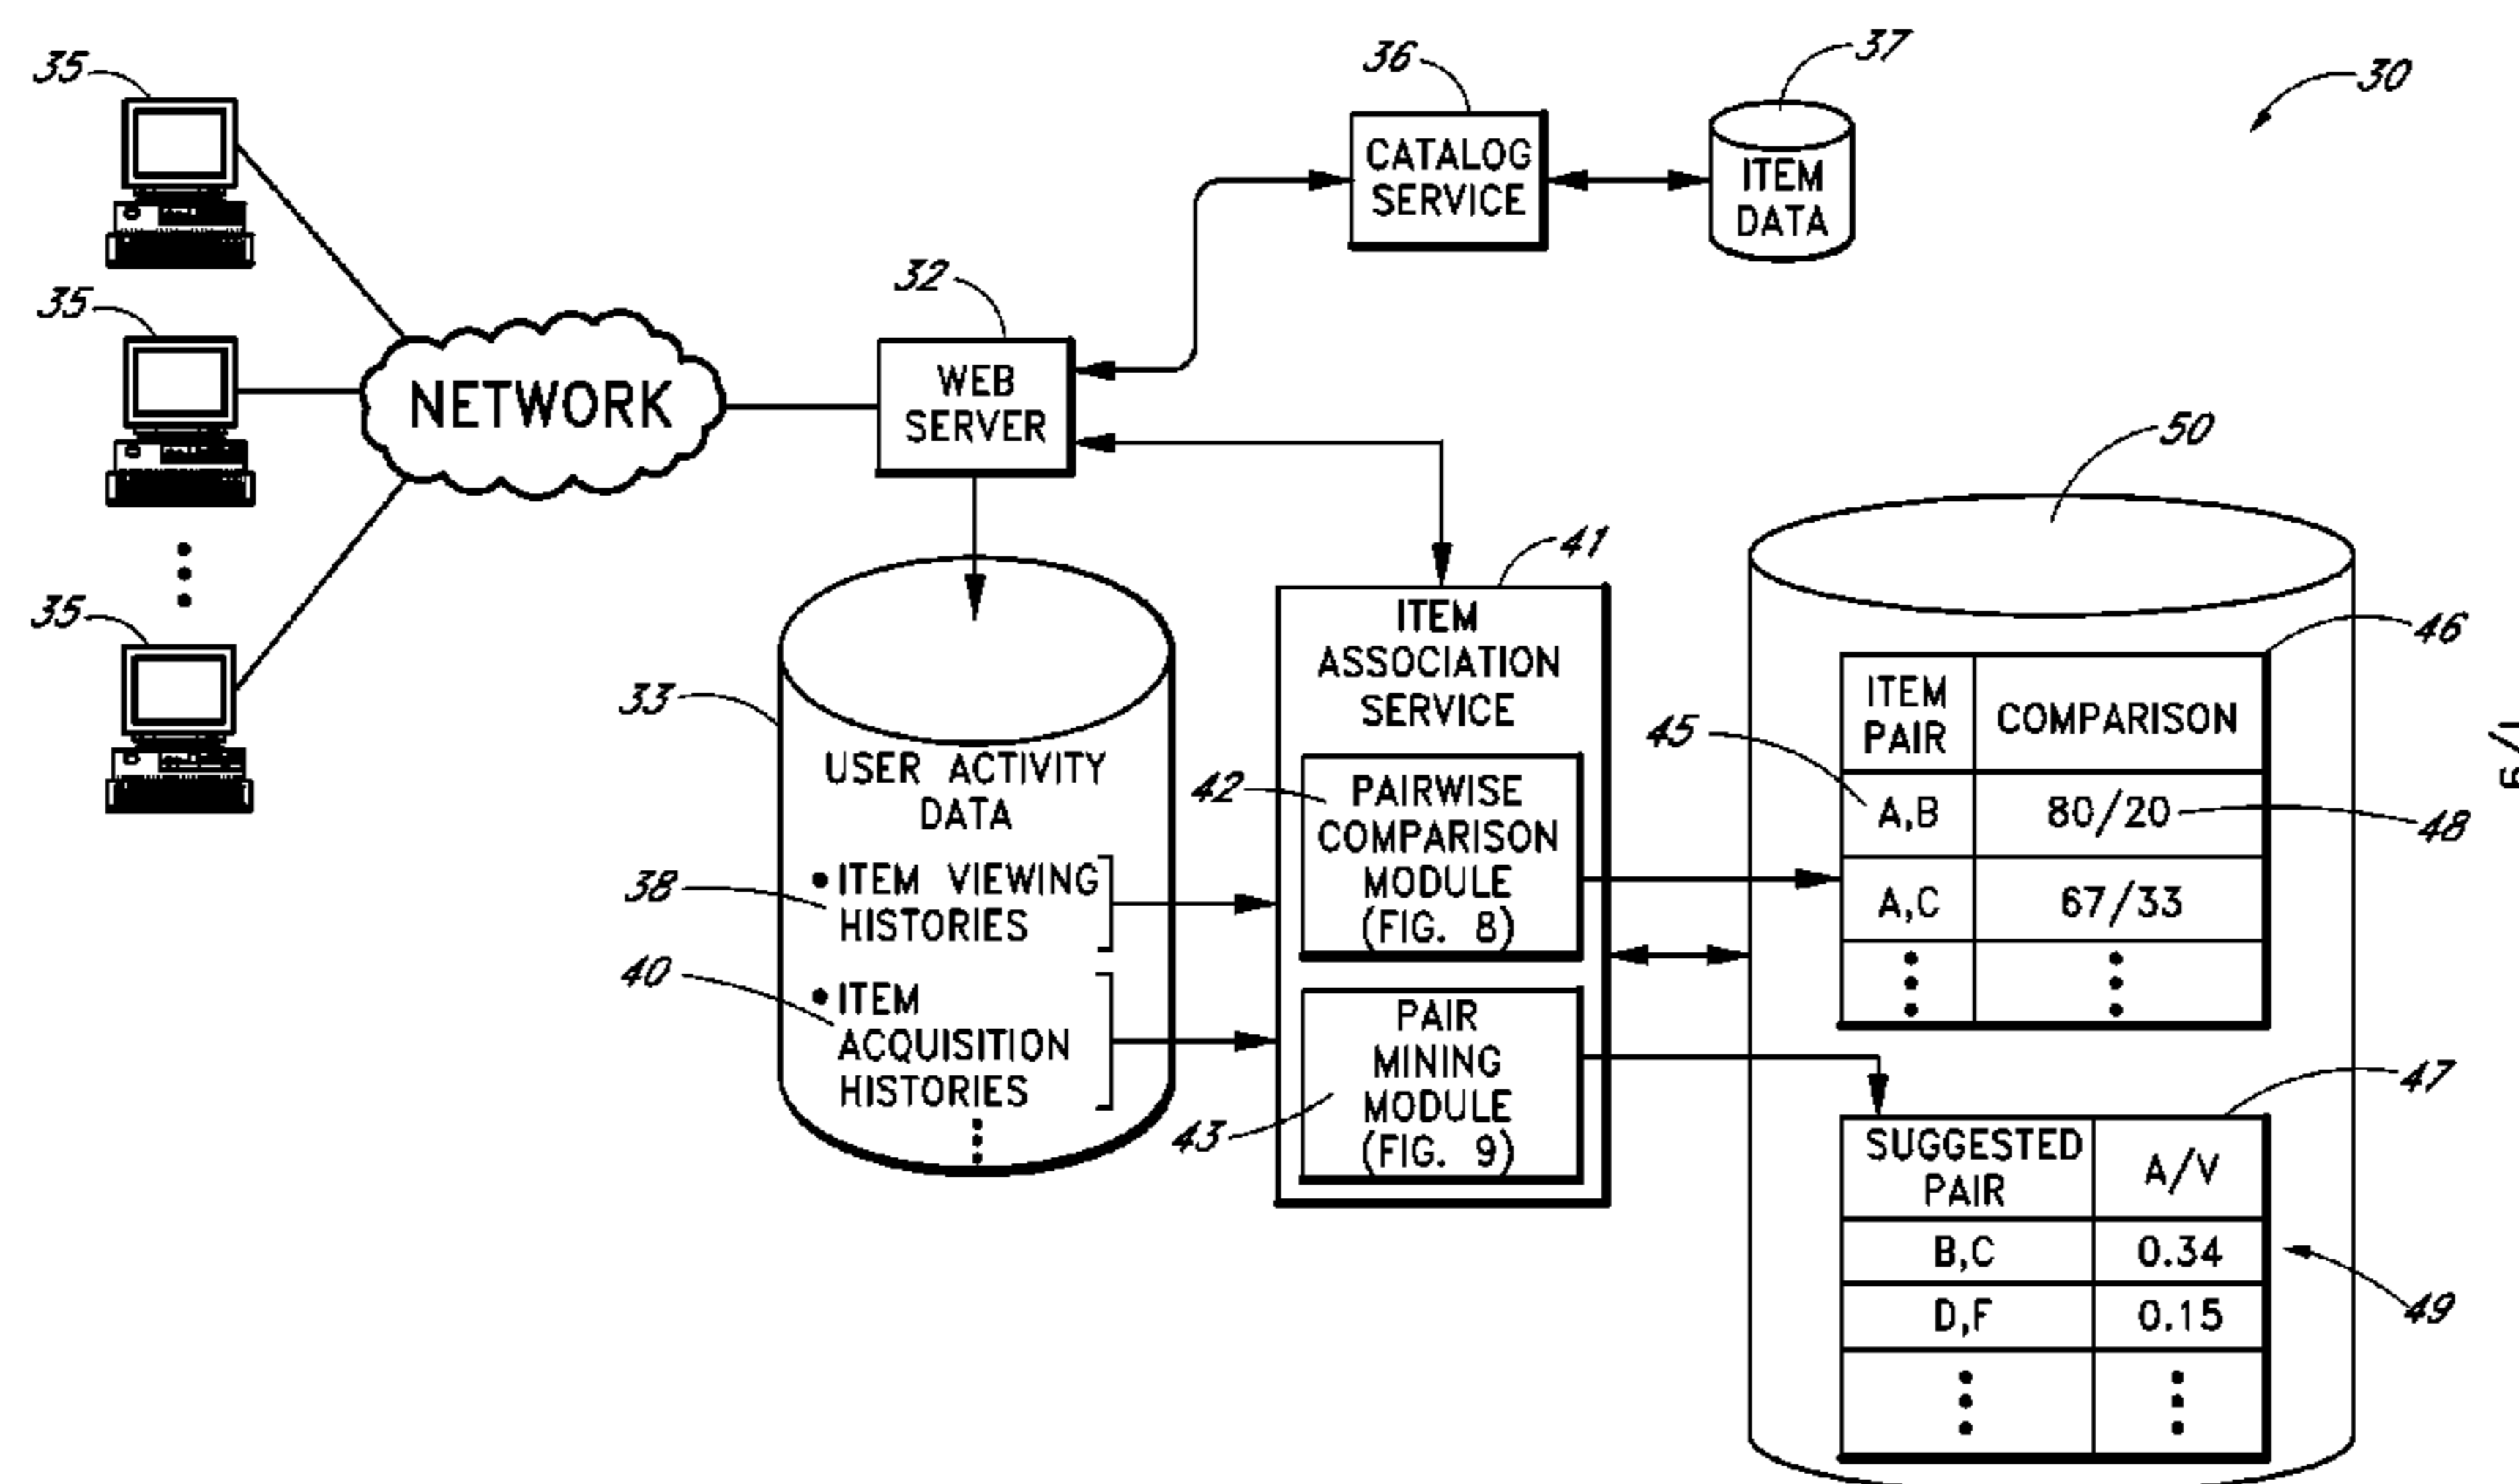 35
36
37
30
CATALOG
SERVICE
ITEM
DATA
35
32
NETWORK
WEB
SERVER
50
35
33
USER ACTIVITY
DATA
38
• ITEM VIEWING
HISTORIES
40
• ITEM
ACQUISITION
HISTORIES
41
ITEM
ASSOCIATION
SERVICE
42
PAIRWISE
COMPARISON
MODULE
(FIG. 8)
43
PAIR
MINING
MODULE
(FIG. 9)
46
45
ITEM PAIR COMPARISON
A,B 80/20
48
A,C 67/33
47
SUGGESTED PAIR A/V
B,C 0.34
D,F 0.15
49